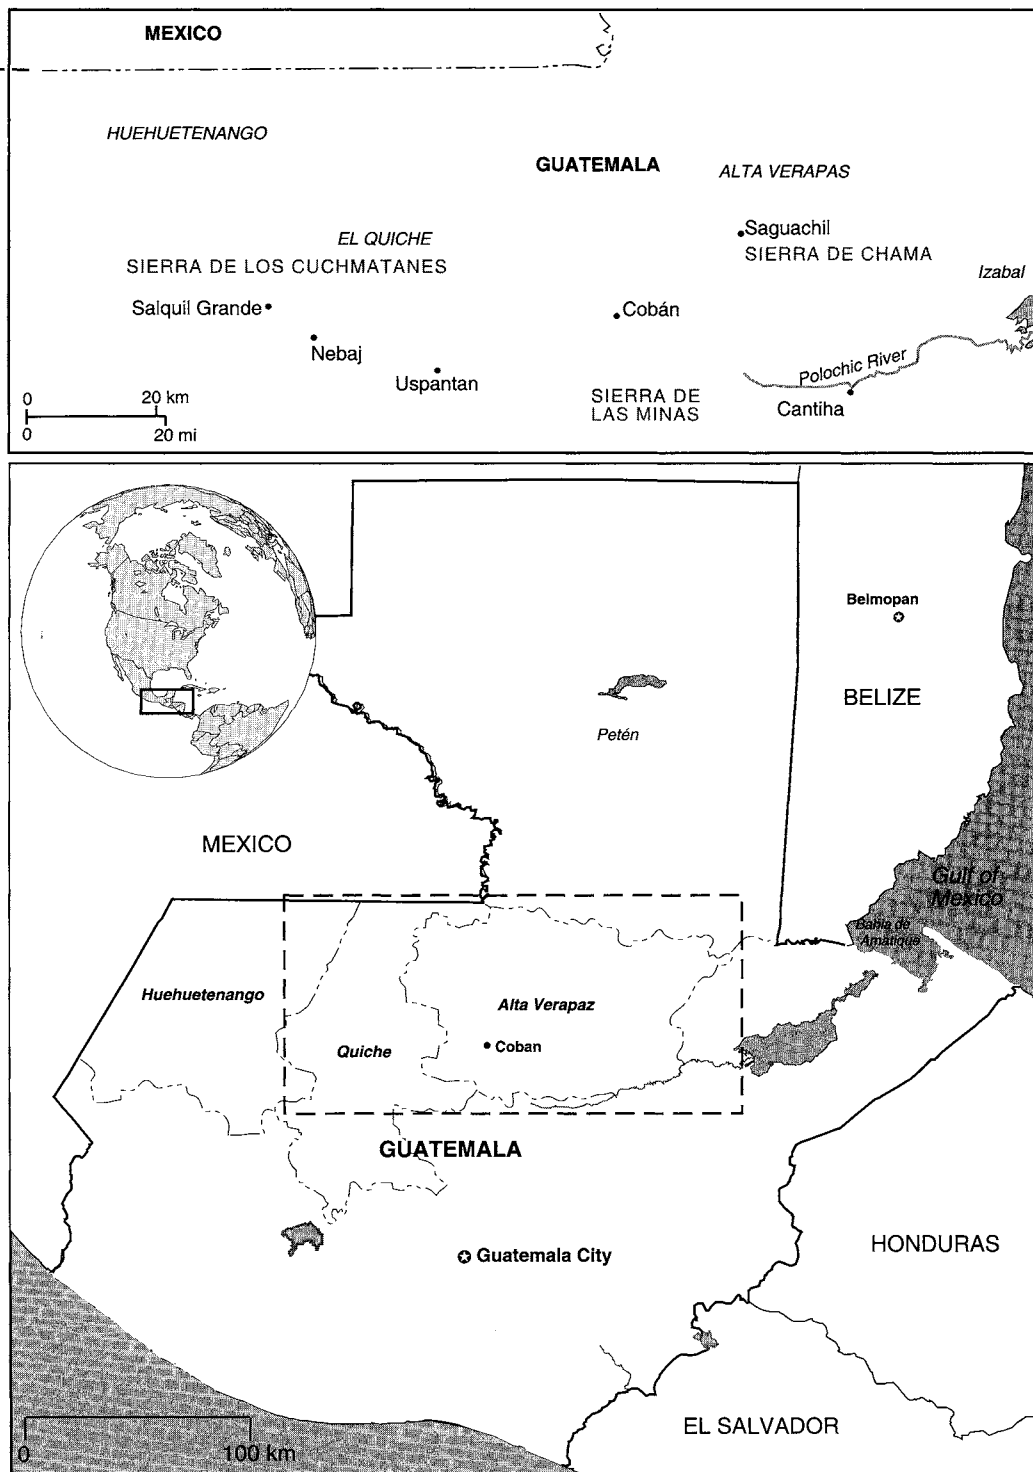 MEXICO
HUEHUETENANGO
GUATEMALA
ALTA VERAPAS
Saguachil
EL QUICHE
SIERRA DE LOS CUCHMATANES
SIERRA DE CHAMA
Izabal
Salquil Grande
Cobán
Nebaj
Polochic River
Uspantan
SIERRA DE
LAS MINAS
Cantiha
0 20 km
0 20 mi
Belmopan
BELIZE
Petén
MEXICO
Gulf of
Mexico
Bahia de
Amatique
Huehuetenango
Alta Verapaz
Quiche
Coban
GUATEMALA
HONDURAS
Guatemala City
EL SALVADOR
0 100 km